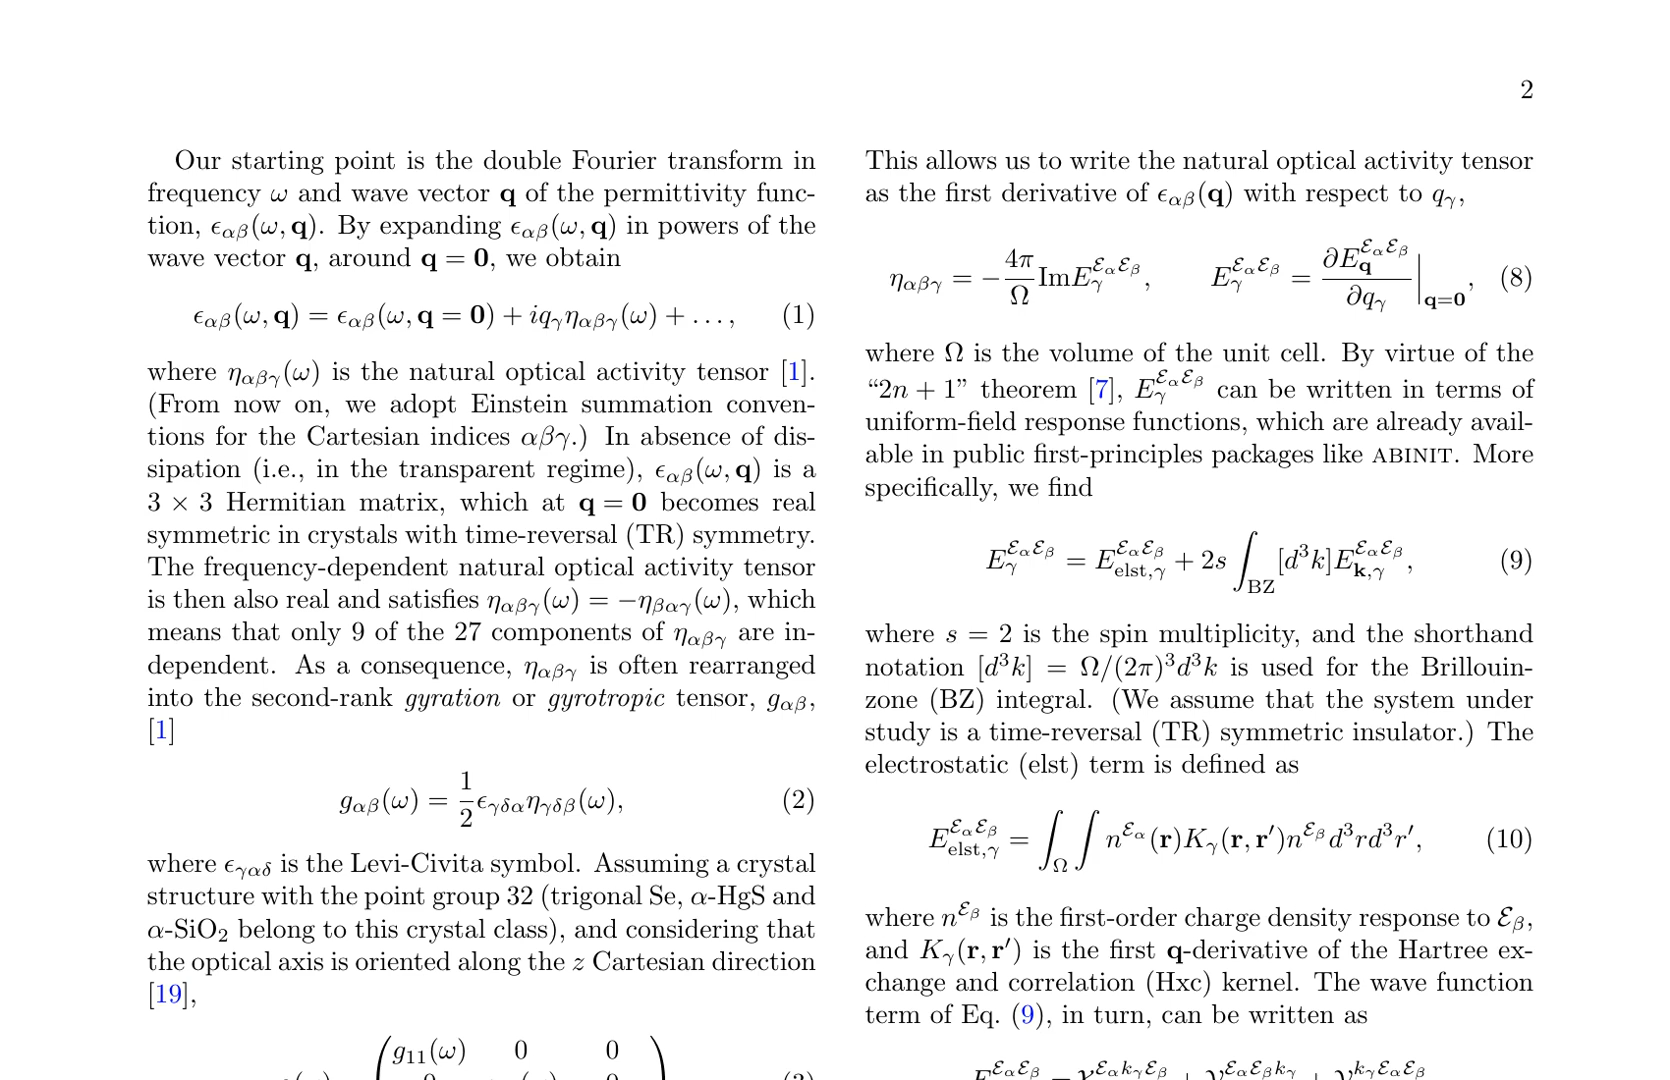 2
Our starting point is the double Fourier transform in
frequency ω and wave vector q of the permittivity func-
tion, ϵαβ(ω, q). By expanding ϵαβ(ω, q) in powers of the
wave vector q, around q = 0, we obtain
ϵαβ(ω, q) = ϵαβ(ω, q = 0) + iqγηαβγ(ω) + . . . , (1)
where ηαβγ(ω) is the natural optical activity tensor [1].
(From now on, we adopt Einstein summation conven-
tions for the Cartesian indices αβγ.) In absence of dis-
sipation (i.e., in the transparent regime), ϵαβ(ω, q) is a
3 × 3 Hermitian matrix, which at q = 0 becomes real
symmetric in crystals with time-reversal (TR) symmetry.
The frequency-dependent natural optical activity tensor
is then also real and satisfies ηαβγ(ω) = −ηβαγ(ω), which
means that only 9 of the 27 components of ηαβγ are in-
dependent. As a consequence, ηαβγ is often rearranged
into the second-rank gyration or gyrotropic tensor, gαβ,
[1]
gαβ(ω) = 1/2 ϵγδαηγδβ(ω), (2)
where ϵγαδ is the Levi-Civita symbol. Assuming a crystal
structure with the point group 32 (trigonal Se, α-HgS and
α-SiO₂ belong to this crystal class), and considering that
the optical axis is oriented along the z Cartesian direction
[19],
g₁₁(ω) 0 0
This allows us to write the natural optical activity tensor
as the first derivative of ϵαβ(q) with respect to qγ,
ηαβγ = −4π/Ω ImEγ^{ℰαℰβ}, Eγ^{ℰαℰβ} = ∂E_q^{ℰαℰβ}/∂qγ |q=0, (8)
where Ω is the volume of the unit cell. By virtue of the
“2n + 1” theorem [7], Eγ^{ℰαℰβ} can be written in terms of
uniform-field response functions, which are already avail-
able in public first-principles packages like ABINIT. More
specifically, we find
Eγ^{ℰαℰβ} = E_{elst,γ}^{ℰαℰβ} + 2s ∫_BZ [d³k]E_{k,γ}^{ℰαℰβ}, (9)
where s = 2 is the spin multiplicity, and the shorthand
notation [d³k] = Ω/(2π)³d³k is used for the Brillouin-
zone (BZ) integral. (We assume that the system under
study is a time-reversal (TR) symmetric insulator.) The
electrostatic (elst) term is defined as
E_{elst,γ}^{ℰαℰβ} = ∫_Ω ∫ n^{ℰα}(r)Kγ(r, r′)n^{ℰβ}d³rd³r′, (10)
where n^{ℰβ} is the first-order charge density response to ℰβ,
and Kγ(r, r′) is the first q-derivative of the Hartree ex-
change and correlation (Hxc) kernel. The wave function
term of Eq. (9), in turn, can be written as